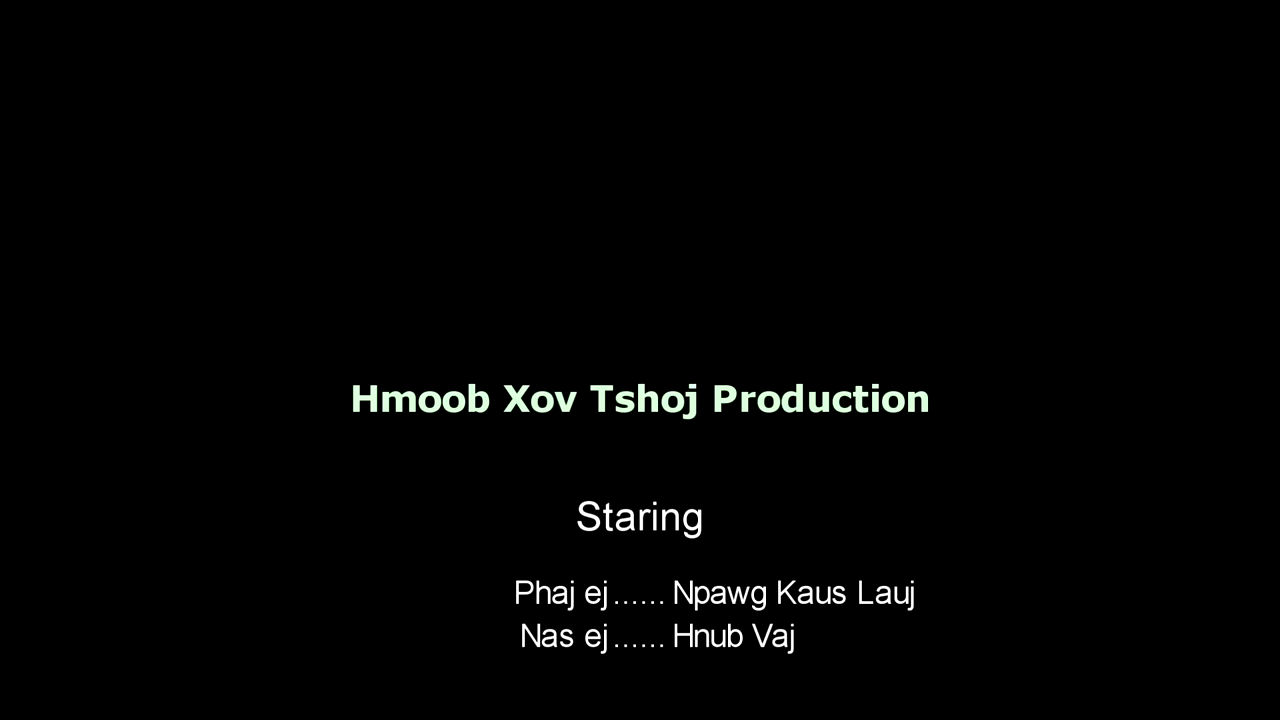 Hmoob Xov Tshoj Production
Staring
Phaj ej...... Npawg Kaus Lauj
Nas ej...... Hnub Vaj